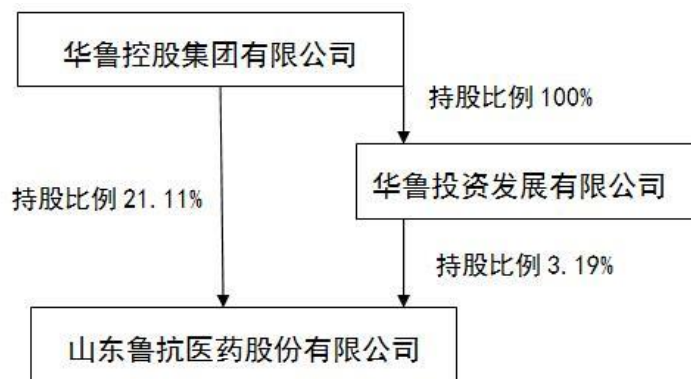 华鲁控股集团有限公司
持股比例 100%
华鲁投资发展有限公司
持股比例 21.11%
持股比例 3.19%
山东鲁抗医药股份有限公司